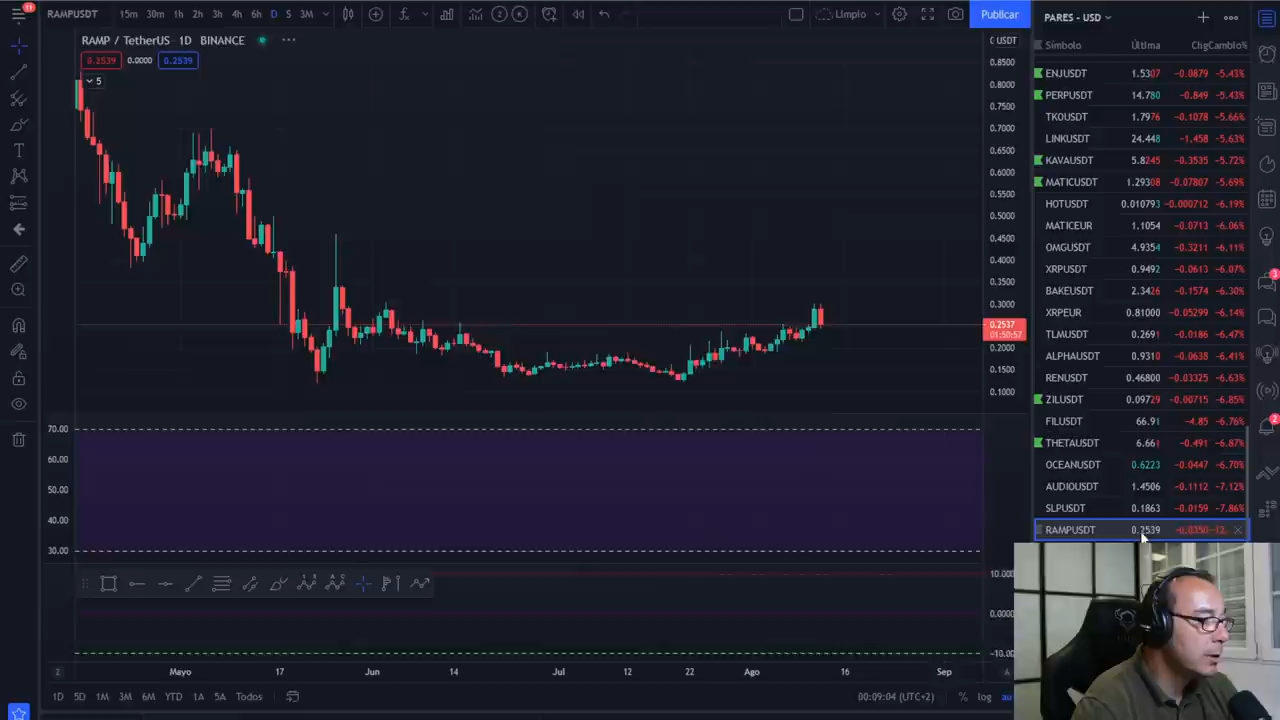 11
RAMPUSDT 15m 30m 1h 2h 3h 4h 6h D S 3M Limpio Publicar
PARES - USD
RAMP / TetherUS · 1D · BINANCE
0.2539 0.0000 0.2539
5
USDT
0.8500
0.8000
0.7500
0.7000
0.6500
0.6000
0.5500
0.5000
0.4500
0.4000
0.3500
0.3000
0.2537
01:50:57
0.2000
0.1500
0.1000
70.00
60.00
50.00
40.00
30.00
10.000
0.0000
-10.00
Mayo 17 Jun 14 Jul 12 22 Ago 16 Sep
1D 5D 1M 3M 6M YTD 1A 5A Todos
00:09:04 (UTC+2) % log au
Símbolo Última Chg Cambio%
ENJUSDT 1.5307 -0.0879 -5.43%
PERPUSDT 14.780 -0.849 -5.43%
TKOUSDT 1.7976 -0.1078 -5.66%
LINKUSDT 24.448 -1.458 -5.63%
KAVAUSDT 5.8245 -0.3535 -5.72%
MATICUSDT 1.29308 -0.07807 -5.69%
HOTUSDT 0.010793 -0.000712 -6.19%
MATICEUR 1.1054 -0.0713 -6.06%
OMGUSDT 4.9354 -0.3211 -6.11%
XRPUSDT 0.9492 -0.0613 -6.07%
BAKEUSDT 2.3426 -0.1574 -6.30%
XRPEUR 0.81000 -0.05299 -6.14%
TLMUSDT 0.2691 -0.0186 -6.47%
ALPHAUSDT 0.9310 -0.0638 -6.41%
RENUSDT 0.46800 -0.03325 -6.63%
ZILUSDT 0.09729 -0.00715 -6.85%
FILUSDT 66.91 -4.85 -6.76%
THETAUSDT 6.661 -0.491 -6.87%
OCEANUSDT 0.6223 -0.0447 -6.70%
AUDIOUSDT 1.4506 -0.1112 -7.12%
SLPUSDT 0.1863 -0.0159 -7.86%
RAMPUSDT 0.2539 -0.0350 -12.
3
2